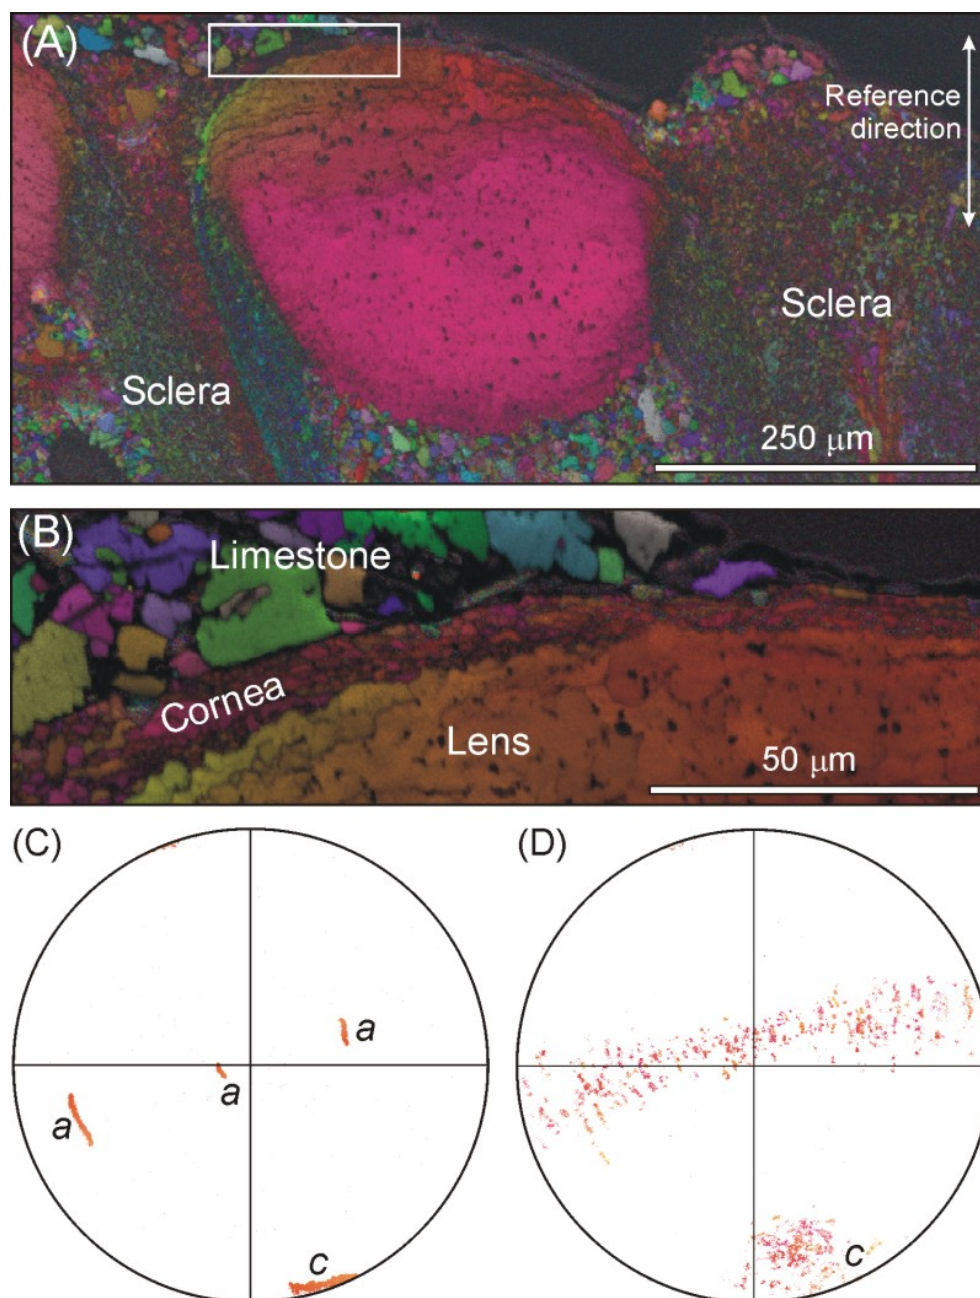 (A)
Reference
direction
Sclera
Sclera
250 μm
(B)
Limestone
Cornea
Lens
50 μm
(C)
(D)
a
a
a
c
c